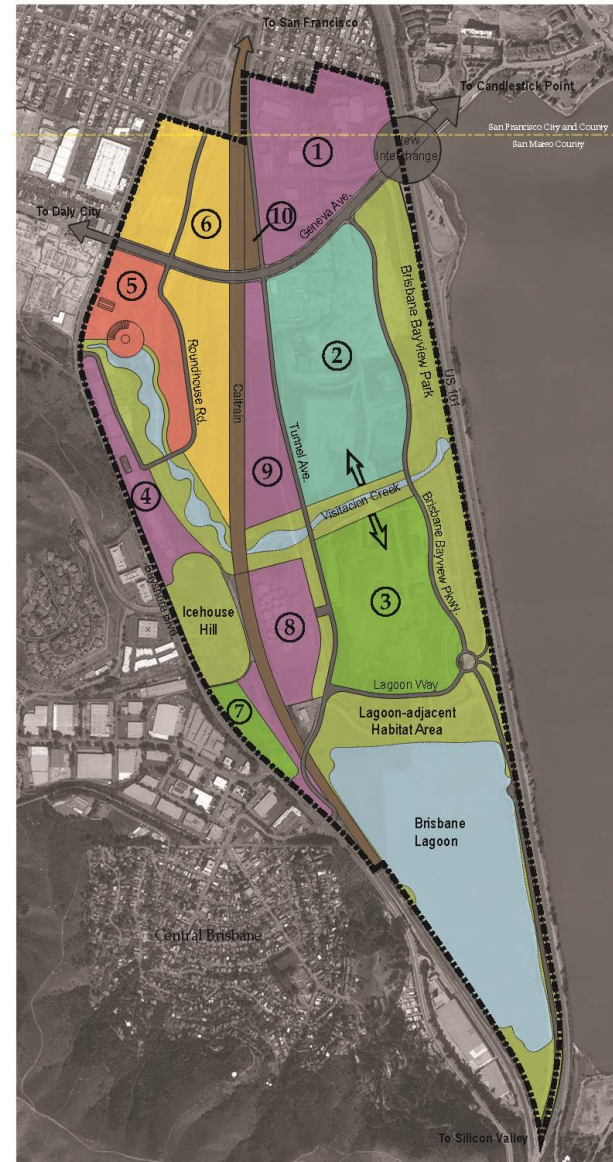 To San Francisco
To Candlestick Point
San Francisco City and County
San Mateo County
New
Interchange
1
10
Geneva Ave.
6
To Daly City
5
2
Brisbane Bayview Park
Roundhouse Rd.
Caltrain
US 101
Tunnel Ave.
9
4
Visitacion Creek
Brisbane Bayview Pkwy.
Bayshore Blvd.
Icehouse
Hill
8
3
Lagoon Way
7
Lagoon-adjacent
Habitat Area
Brisbane
Lagoon
Central Brisbane
To Silicon Valley